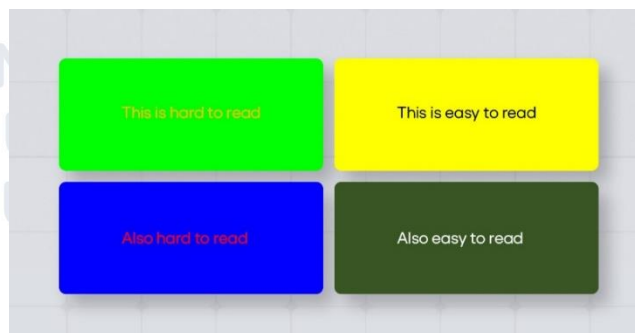 This is hard to read
This is easy to read
Also hard to read
Also easy to read